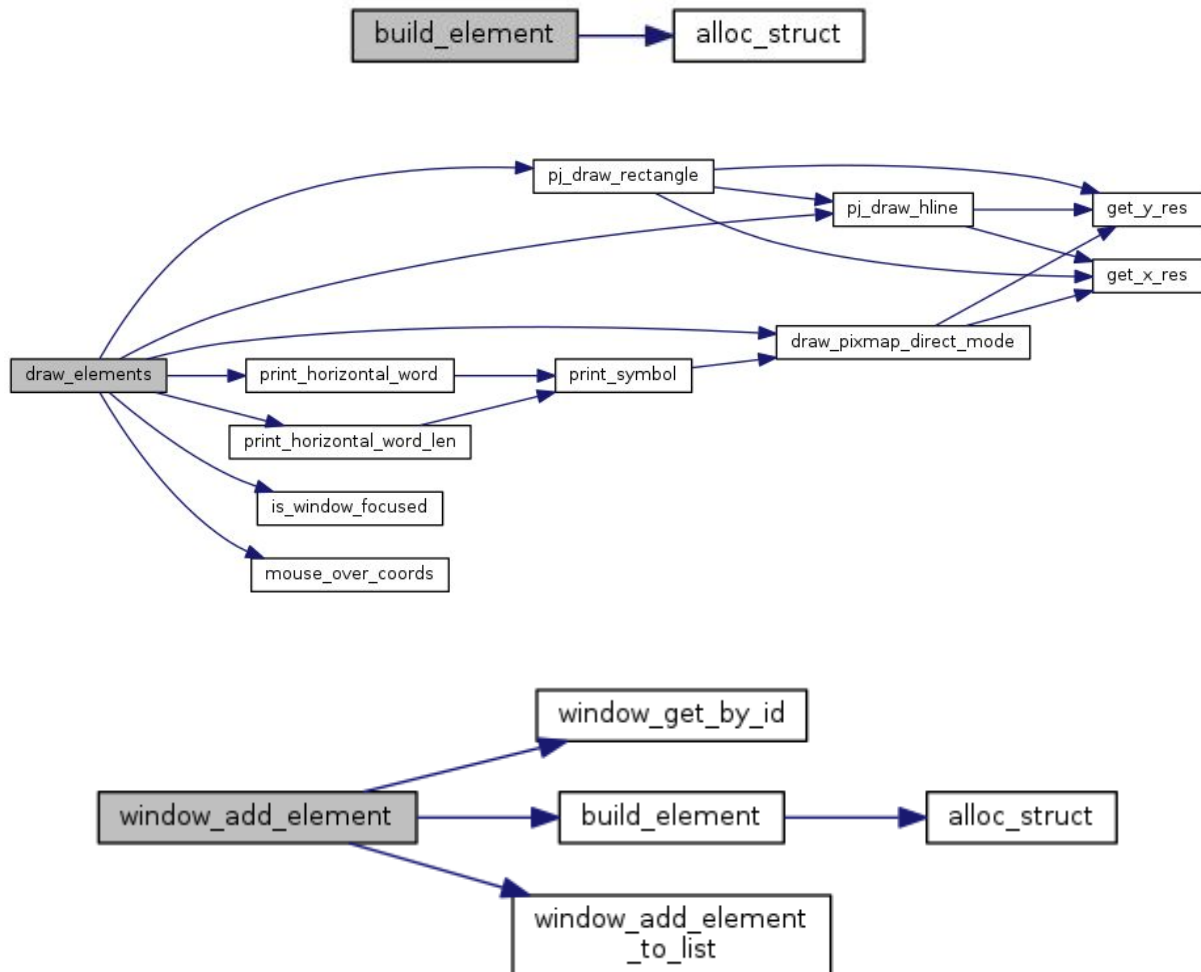 build_element
alloc_struct
pj_draw_rectangle
pj_draw_hline
get_y_res
get_x_res
draw_pixmap_direct_mode
draw_elements
print_horizontal_word
print_symbol
print_horizontal_word_len
is_window_focused
mouse_over_coords
window_get_by_id
window_add_element
build_element
alloc_struct
window_add_element
_to_list